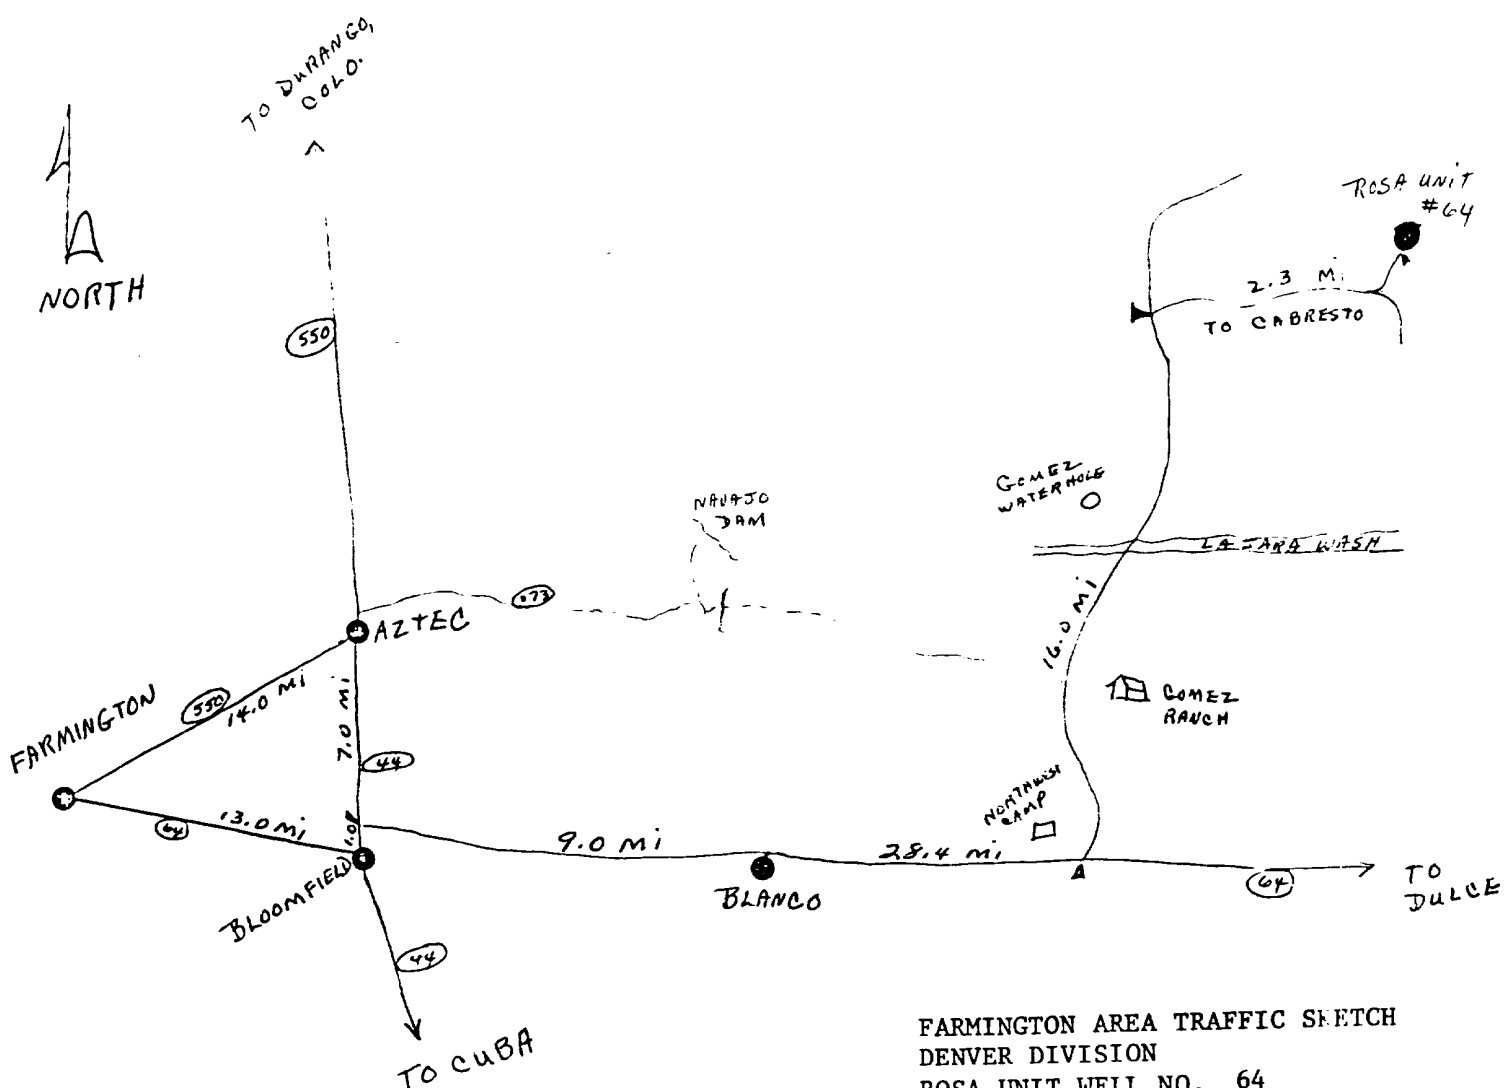 TO DURANGO,
COLO.
NORTH
550
ROSA UNIT
#64
2.3 Mi
TO CABRESTO
GOMEZ
WATERHOLE
NAVAJO
DAM
LA JARA WASH
AZTEC
16.0 Mi
GOMEZ
RANCH
FARMINGTON
550
14.0 Mi
7.0 Mi
44
NORTHWEST
CAMP
64
13.0 Mi
1.0
9.0 Mi
28.4 Mi
BLOOMFIELD
BLANCO
64
TO
DULCE
44
TO CUBA
FARMINGTON AREA TRAFFIC SKETCH
DENVER DIVISION
ROSA UNIT WELL NO. 64